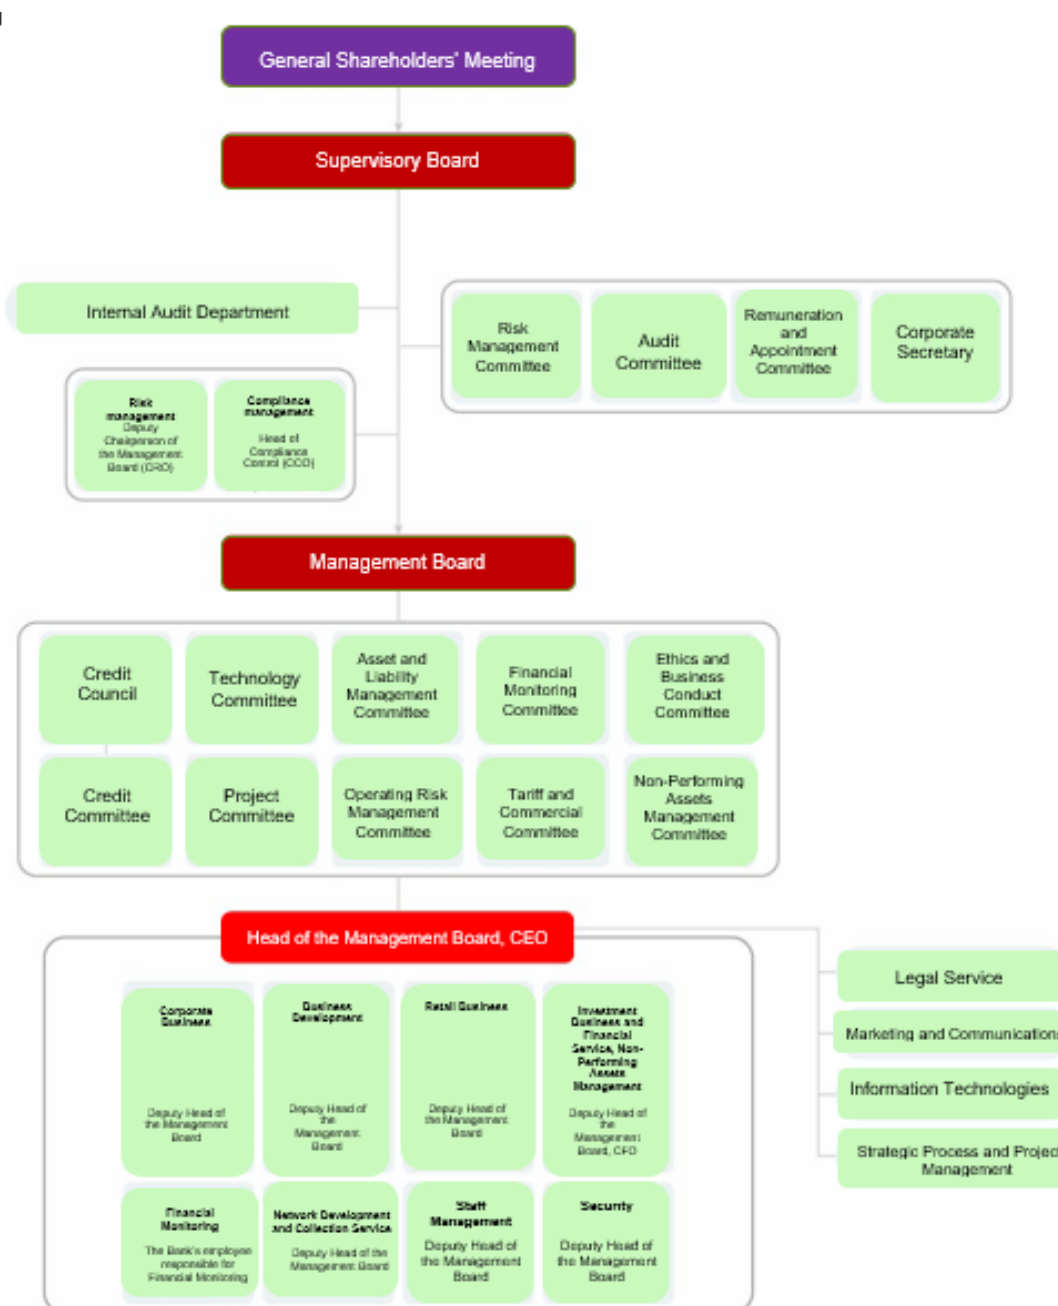 General Shareholders' Meeting
Supervisory Board
Internal Audit Department
Risk
Management
Committee
Audit
Committee
Remuneration
and
Appointment
Committee
Corporate
Secretary
Risk
management
Deputy
Chairperson of
the Management
Board (CRO)
Compliance
management
Head of
Compliance
Control (CCO)
Management Board
Credit
Council
Technology
Committee
Asset and
Liability
Management
Committee
Financial
Monitoring
Committee
Ethics and
Business
Conduct
Committee
Credit
Committee
Project
Committee
Operating Risk
Management
Committee
Tariff and
Commercial
Committee
Non-Performing
Assets
Management
Committee
Head of the Management Board, CEO
Legal Service
Marketing and Communications
Information Technologies
Strategic Process and Project
Management
Corporate
Business
Deputy Head of
the Management
Board
Business
Development
Deputy Head of
the
Management
Board
Retail Business
Deputy Head of
the Management
Board
Investment
Business and
Financial
Service, Non-
Performing
Assets
Management
Deputy Head of
the
Management
Board, CFO
Financial
Monitoring
The Bank's employee
responsible for
Financial Monitoring
Network Development
and Collection Service
Deputy Head of the
Management Board
Staff
Management
Deputy Head of
the Management
Board
Security
Deputy Head of
the Management
Board